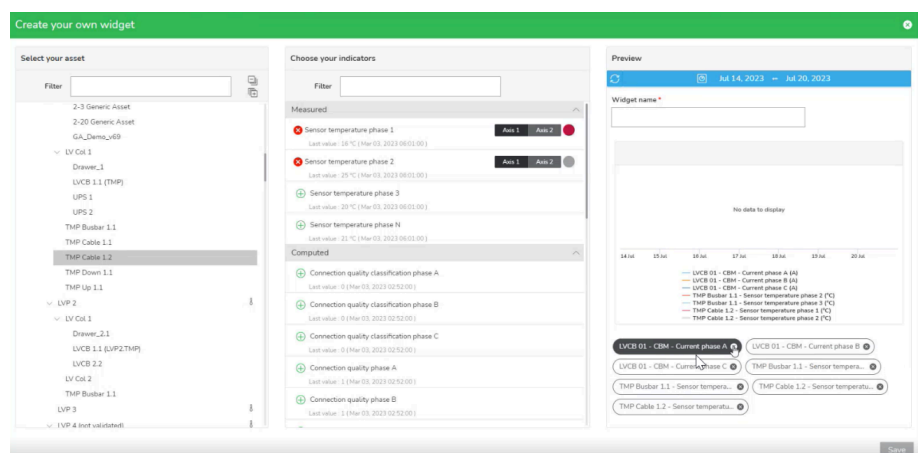 Create your own widget
Select your asset
Filter
2-3 Generic Asset
2-20 Generic Asset
GA_Demo_v69
LV Col 1
Drawer_1
LVCB 1.1 (TMP)
UPS 1
UPS 2
TMP Busbar 1.1
TMP Cable 1.1
TMP Cable 1.2
TMP Down 1.1
TMP Up 1.1
LVP 2
LV Col 1
Drawer_2.1
LVCB 1.1 (LVP2.TMP)
LVCB 2.2
LV Col 2
TMP Busbar 1.1
LVP 3
LVP 4 (not validated)
Choose your indicators
Filter
Measured
Sensor temperature phase 1
Axis 1 Axis 2
Last value : 16 °C ( Mar 03, 2023 06:01:00 )
Sensor temperature phase 2
Axis 1 Axis 2
Last value : 25 °C ( Mar 03, 2023 06:01:00 )
Sensor temperature phase 3
Last value : 20 °C ( Mar 03, 2023 06:01:00 )
Sensor temperature phase N
Last value : 21 °C ( Mar 03, 2023 06:01:00 )
Computed
Connection quality classification phase A
Last value : 0 ( Mar 03, 2023 02:52:00 )
Connection quality classification phase B
Last value : 0 ( Mar 03, 2023 02:52:00 )
Connection quality classification phase C
Last value : 0 ( Mar 03, 2023 02:52:00 )
Connection quality phase A
Last value : 1 ( Mar 03, 2023 02:52:00 )
Connection quality phase B
Last value : 1 ( Mar 03, 2023 02:52:00 )
Preview
Jul 14, 2023 – Jul 20, 2023
Widget name *
No data to display
14 Jul 15 Jul 16 Jul 17 Jul 18 Jul 19 Jul 20 Jul
LVCB 01 - CBM - Current phase A (A)
LVCB 01 - CBM - Current phase B (A)
LVCB 01 - CBM - Current phase C (A)
TMP Busbar 1.1 - Sensor temperature phase 2 (°C)
TMP Busbar 1.1 - Sensor temperature phase 3 (°C)
TMP Cable 1.2 - Sensor temperature phase 1 (°C)
TMP Cable 1.2 - Sensor temperature phase 2 (°C)
LVCB 01 - CBM - Current phase A
LVCB 01 - CBM - Current phase B
LVCB 01 - CBM - Current phase C
TMP Busbar 1.1 - Sensor tempera...
TMP Busbar 1.1 - Sensor tempera...
TMP Cable 1.2 - Sensor temperatu...
TMP Cable 1.2 - Sensor temperatu...
Save